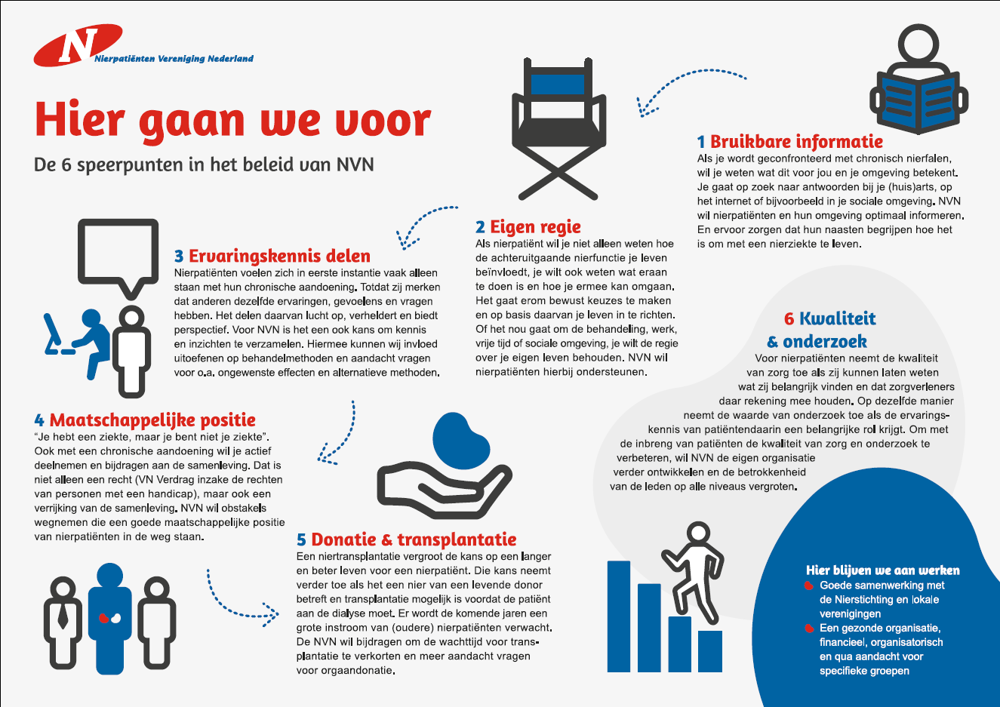 N Nierpatiënten Vereniging Nederland
Hier gaan we voor
De 6 speerpunten in het beleid van NVN
1 Bruikbare informatie
Als je wordt geconfronteerd met chronisch nierfalen,
wil je weten wat dit voor jou en je omgeving betekent.
Je gaat op zoek naar antwoorden bij je (huis)arts, op
het internet of bijvoorbeeld in je sociale omgeving. NVN
wil nierpatiënten en hun omgeving optimaal informeren.
En ervoor zorgen dat hun naasten begrijpen hoe het
is om met een nierziekte te leven.
2 Eigen regie
Als nierpatiënt wil je niet alleen weten hoe
de achteruitgaande nierfunctie je leven
beïnvloedt, je wilt ook weten wat eraan
te doen is en hoe je ermee kan omgaan.
Het gaat erom bewust keuzes te maken
en op basis daarvan je leven in te richten.
Of het nou gaat om de behandeling, werk,
vrije tijd of sociale omgeving, je wilt de regie
over je eigen leven behouden. NVN wil
nierpatiënten hierbij ondersteunen.
3 Ervaringskennis delen
Nierpatiënten voelen zich in eerste instantie vaak alleen
staan met hun chronische aandoening. Totdat zij merken
dat anderen dezelfde ervaringen, gevoelens en vragen
hebben. Het delen daarvan lucht op, verheldert en biedt
perspectief. Voor NVN is het een ook kans om kennis
en inzichten te verzamelen. Hiermee kunnen wij invloed
uitoefenen op behandelmethoden en aandacht vragen
voor o.a. ongewenste effecten en alternatieve methoden.
4 Maatschappelijke positie
“Je hebt een ziekte, maar je bent niet je ziekte”.
Ook met een chronische aandoening wil je actief
deelnemen en bijdragen aan de samenleving. Dat is
niet alleen een recht (VN Verdrag inzake de rechten
van personen met een handicap), maar ook een
verrijking van de samenleving. NVN wil obstakels
wegnemen die een goede maatschappelijke positie
van nierpatiënten in de weg staan.
5 Donatie & transplantatie
Een niertransplantatie vergroot de kans op een langer
en beter leven voor een nierpatiënt. Die kans neemt
verder toe als het een nier van een levende donor
betreft en transplantatie mogelijk is voordat de patiënt
aan de dialyse moet. Er wordt de komende jaren een
grote instroom van (oudere) nierpatiënten verwacht.
De NVN wil bijdragen om de wachttijd voor trans-
plantatie te verkorten en meer aandacht vragen
voor orgaandonatie.
6 Kwaliteit
& onderzoek
Voor nierpatiënten neemt de kwaliteit
van zorg toe als zij kunnen laten weten
wat zij belangrijk vinden en dat zorgverleners
daar rekening mee houden. Op dezelfde manier
neemt de waarde van onderzoek toe als de ervarings-
kennis van patiëntendaarin een belangrijke rol krijgt. Om met
de inbreng van patiënten de kwaliteit van zorg en onderzoek te
verbeteren, wil NVN de eigen organisatie
verder ontwikkelen en de betrokkenheid
van de leden op alle niveaus vergroten.
Hier blijven we aan werken
Goede samenwerking met
de Nierstichting en lokale
verenigingen
Een gezonde organisatie,
financieel, organisatorisch
en qua aandacht voor
specifieke groepen